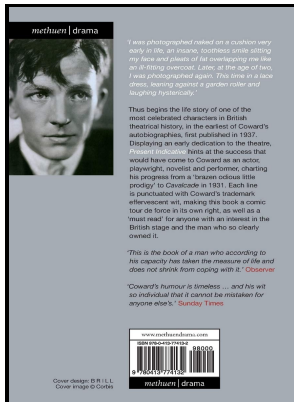 methuen | drama
'I was photographed naked on a cushion very
early in life, an insane, toothless smile slitting
my face and pleats of fat overlapping me like
an ill-fitting overcoat. Later, at the age of two,
I was photographed again. This time in a lace
dress, leaning against a garden roller and
laughing hysterically.'
Thus begins the life story of one of the
most celebrated characters in British
theatrical history, in the earliest of Coward's
autobiographies, first published in 1937.
Displaying an early dedication to the theatre,
Present Indicative hints at the success that
would have come to Coward as an actor,
playwright, novelist and performer, charting
his progress from a 'brazen odious little
prodigy' to Cavalcade in 1931. Each line
is punctuated with Coward's trademark
effervescent wit, making this book a comic
tour de force in its own right, as well as a
'must read' for anyone with an interest in the
British stage and the man who so clearly
owned it.
'This is the book of a man who according to
his capacity has taken the measure of life and
does not shrink from coping with it.' Observer
'Coward's humour is timeless ... and his wit
so individual that it cannot be mistaken for
anyone else's.' Sunday Times
www.methuendrama.com
ISBN 978-0-413-77413-2
98000
9 780413 774132
methuen | drama
Cover design: B R I L L
Cover image © Corbis